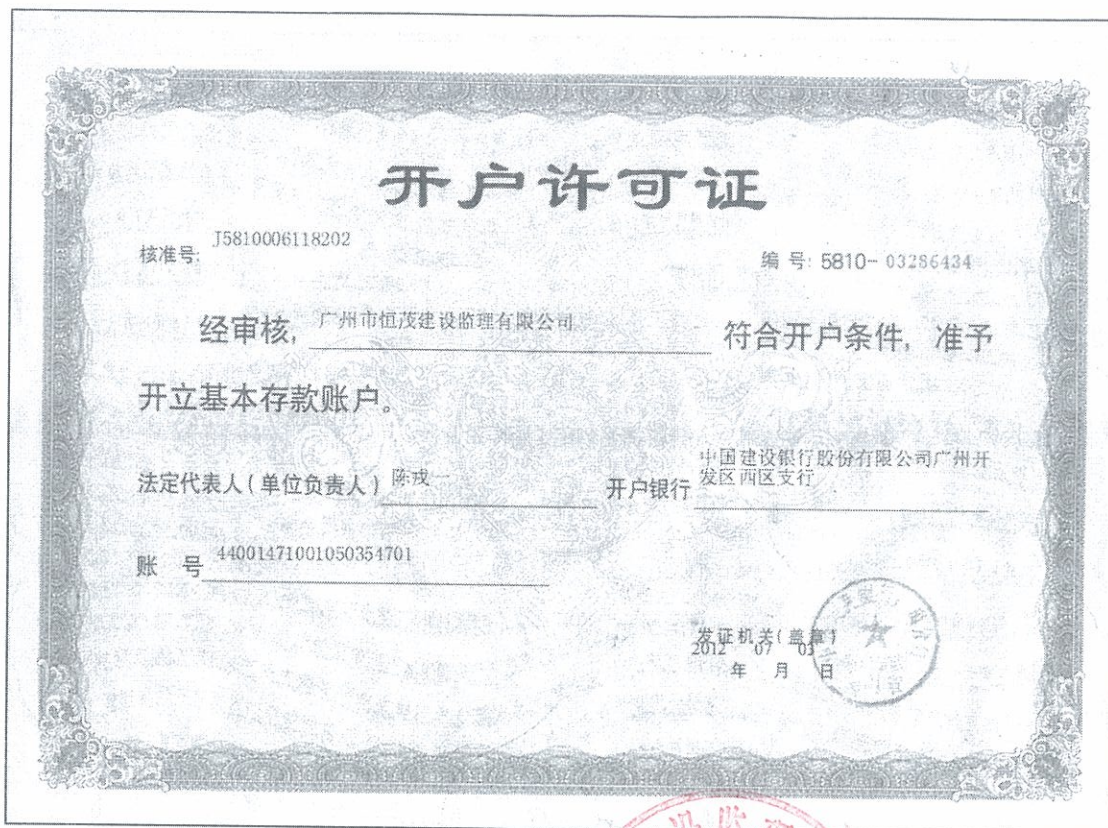 开户许可证
核准号: J5810006118202
编 号: 5810- 03286434
经审核, 广州市恒茂建设监理有限公司 符合开户条件, 准予
开立基本存款账户。
法定代表人(单位负责人) 陈戎一 开户银行 中国建设银行股份有限公司广州开
发区西区支行
账 号 44001471001050354701
发证机关(盖章)
2012 07 03
年 月 日